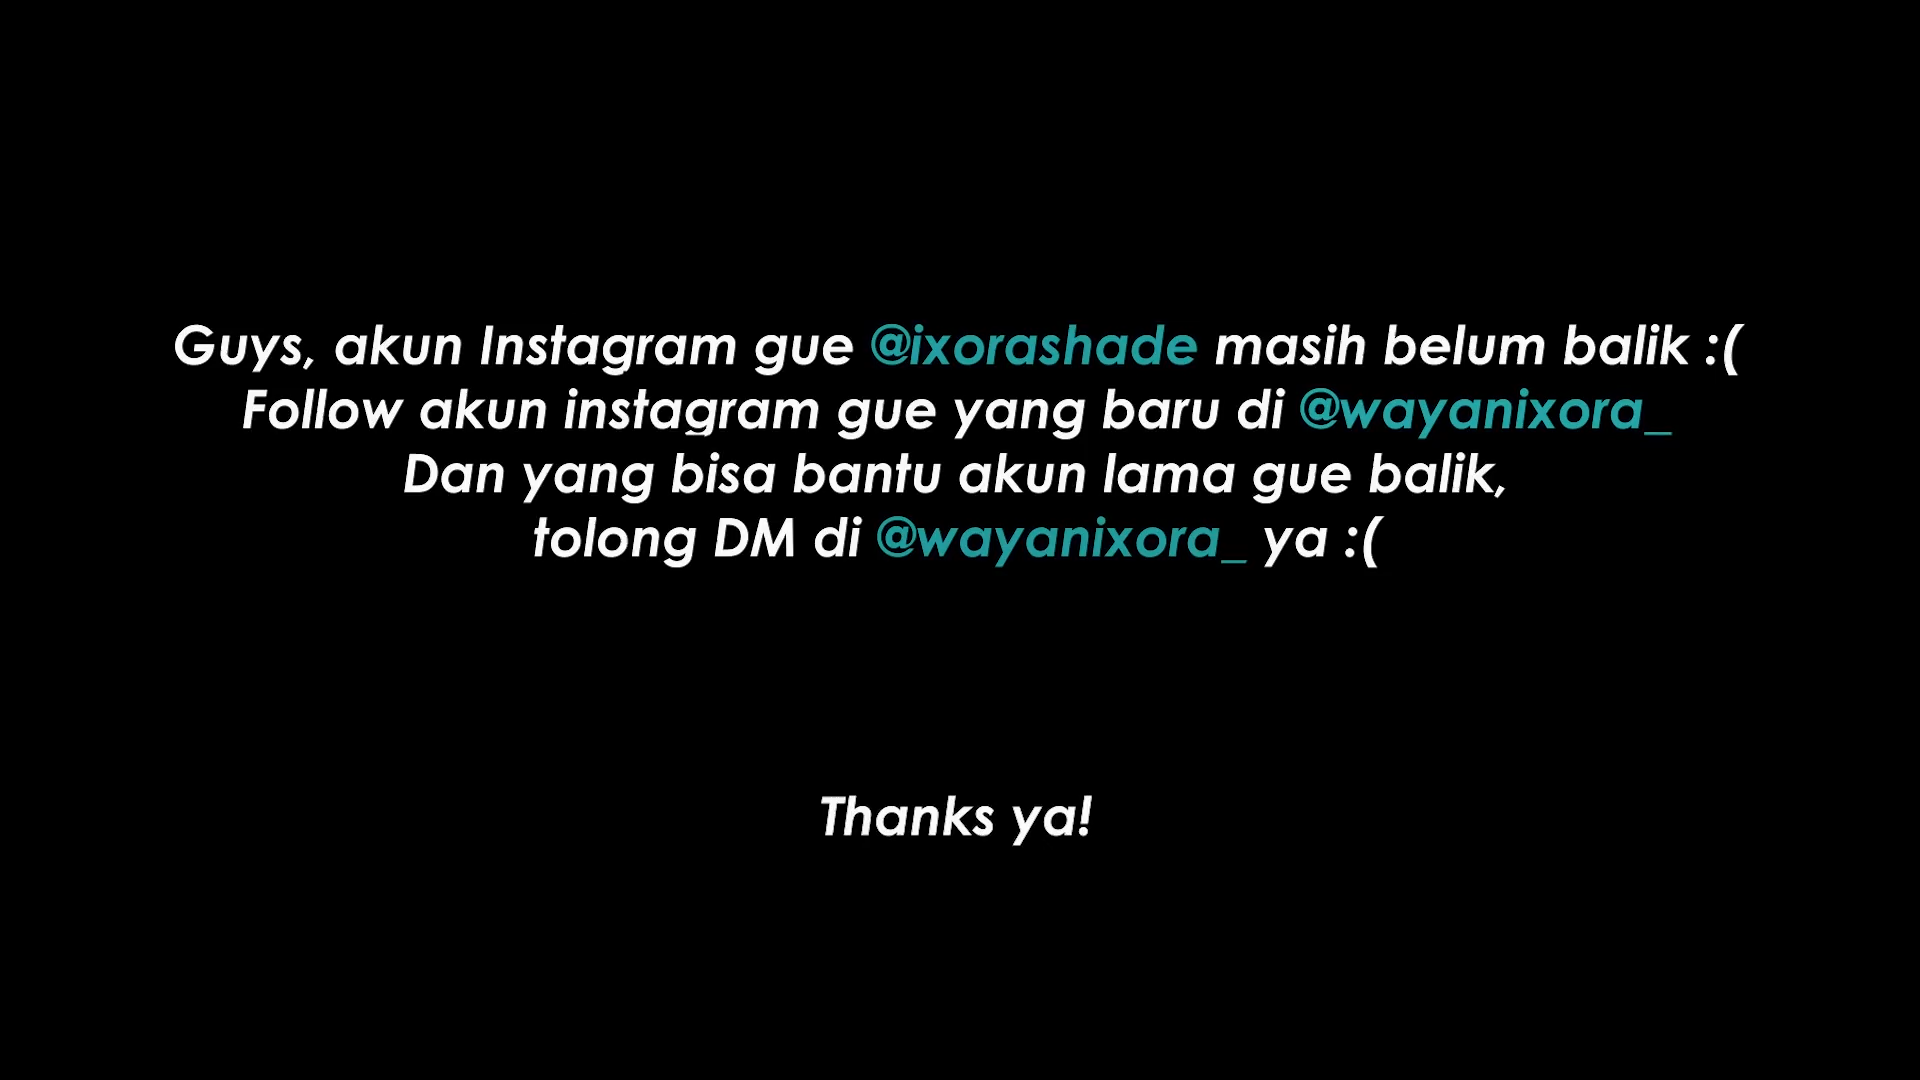 Guys, akun Instagram gue @ixorashade masih belum balik :(
Follow akun instagram gue yang baru di @wayanixora_
Dan yang bisa bantu akun lama gue balik,
tolong DM di @wayanixora_ ya :(
Thanks ya!